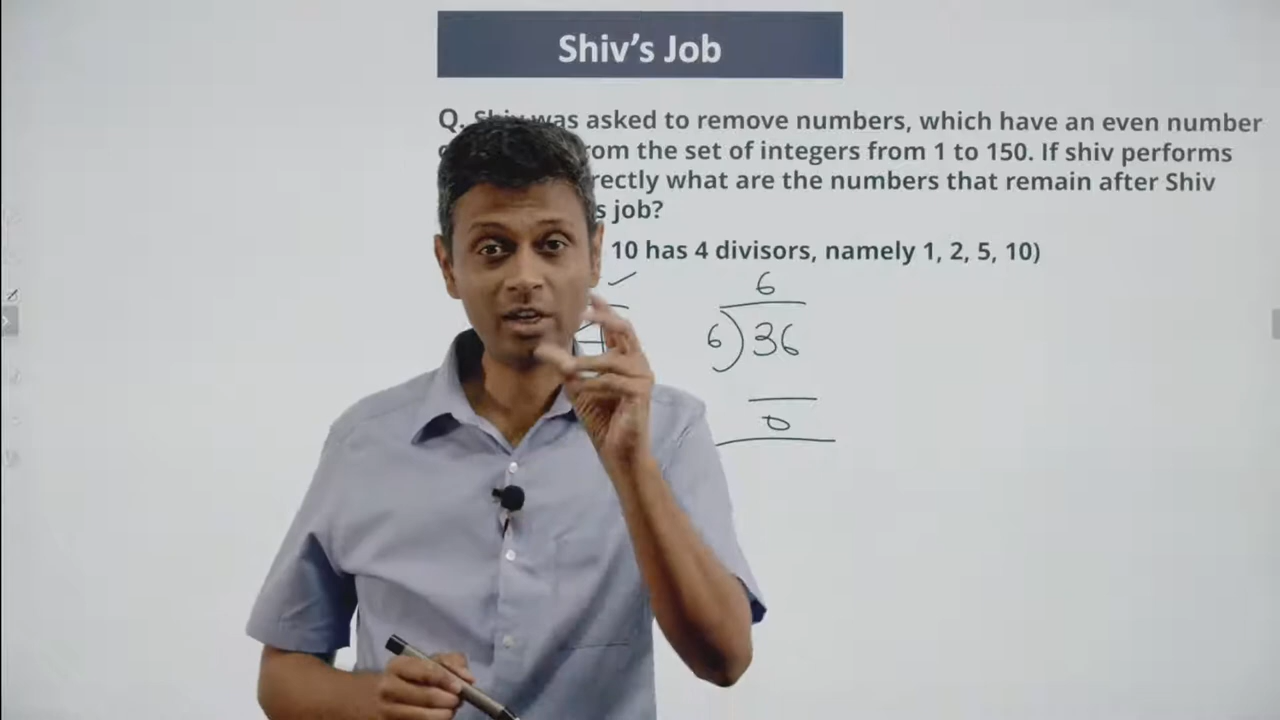 Shiv's Job
Q. Shiv was asked to remove numbers, which have an even number
from the set of integers from 1 to 150. If shiv performs
what are the numbers that remain after Shiv
job?
10 has 4 divisors, namely 1, 2, 5, 10)
6
6 36
0